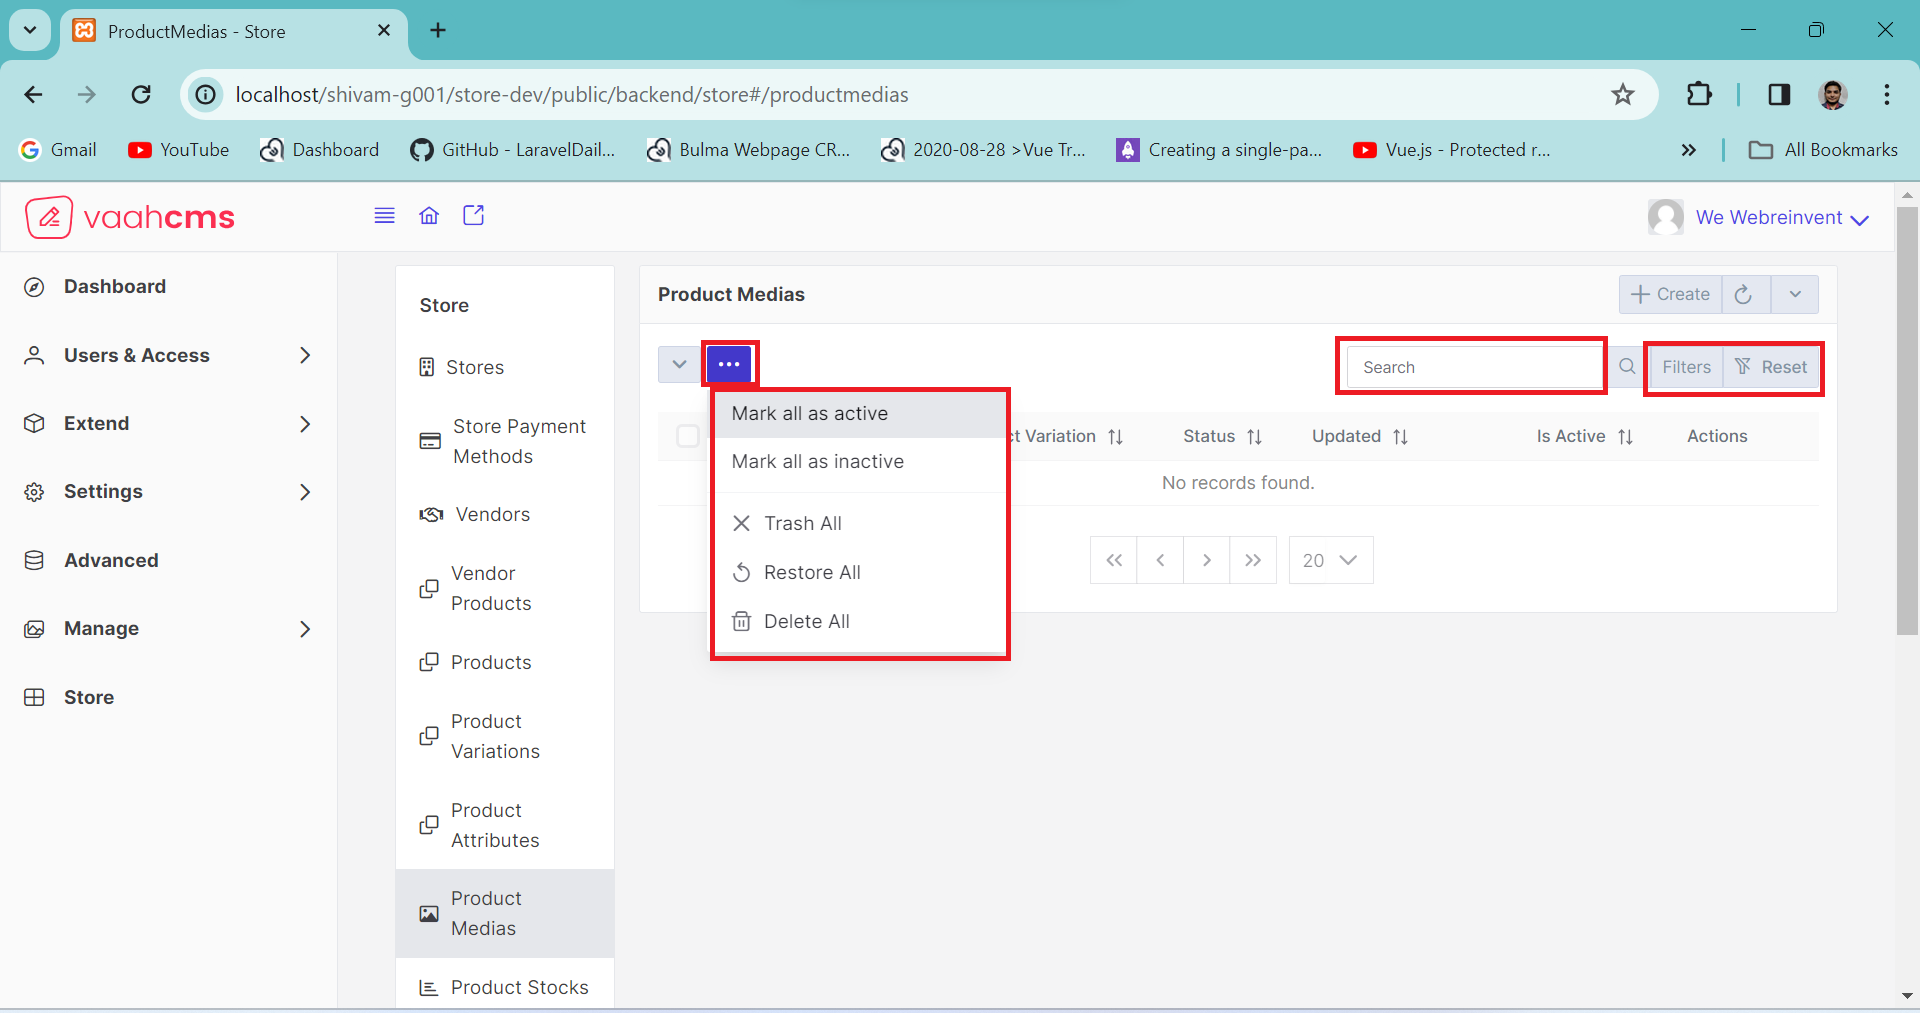 ProductMedias - Store
localhost/shivam-g001/store-dev/public/backend/store#/productmedias
Gmail
YouTube
Dashboard
GitHub - LaravelDail...
Bulma Webpage CR...
2020-08-28 >Vue Tr...
Creating a single-pa...
Vue.js - Protected r...
All Bookmarks
vaahcms
We Webreinvent
Dashboard
Users & Access
Extend
Settings
Advanced
Manage
Store
Store
Stores
Store Payment
Methods
Vendors
Vendor
Products
Products
Product
Variations
Product
Attributes
Product
Medias
Product Stocks
Product Medias
Create
Search
Filters
Reset
Mark all as active
Mark all as inactive
Trash All
Restore All
Delete All
ct Variation
Status
Updated
Is Active
Actions
No records found.
20